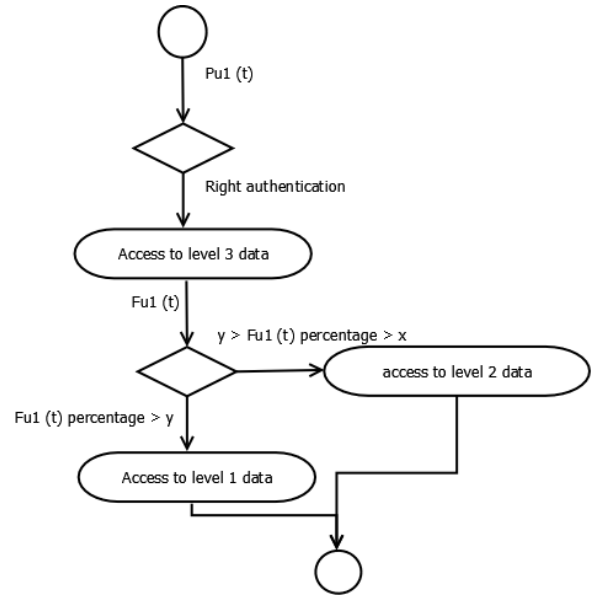 Pu1 (t)
Right authentication
Access to level 3 data
Fu1 (t)
y > Fu1 (t) percentage > x
access to level 2 data
Fu1 (t) percentage > y
Access to level 1 data